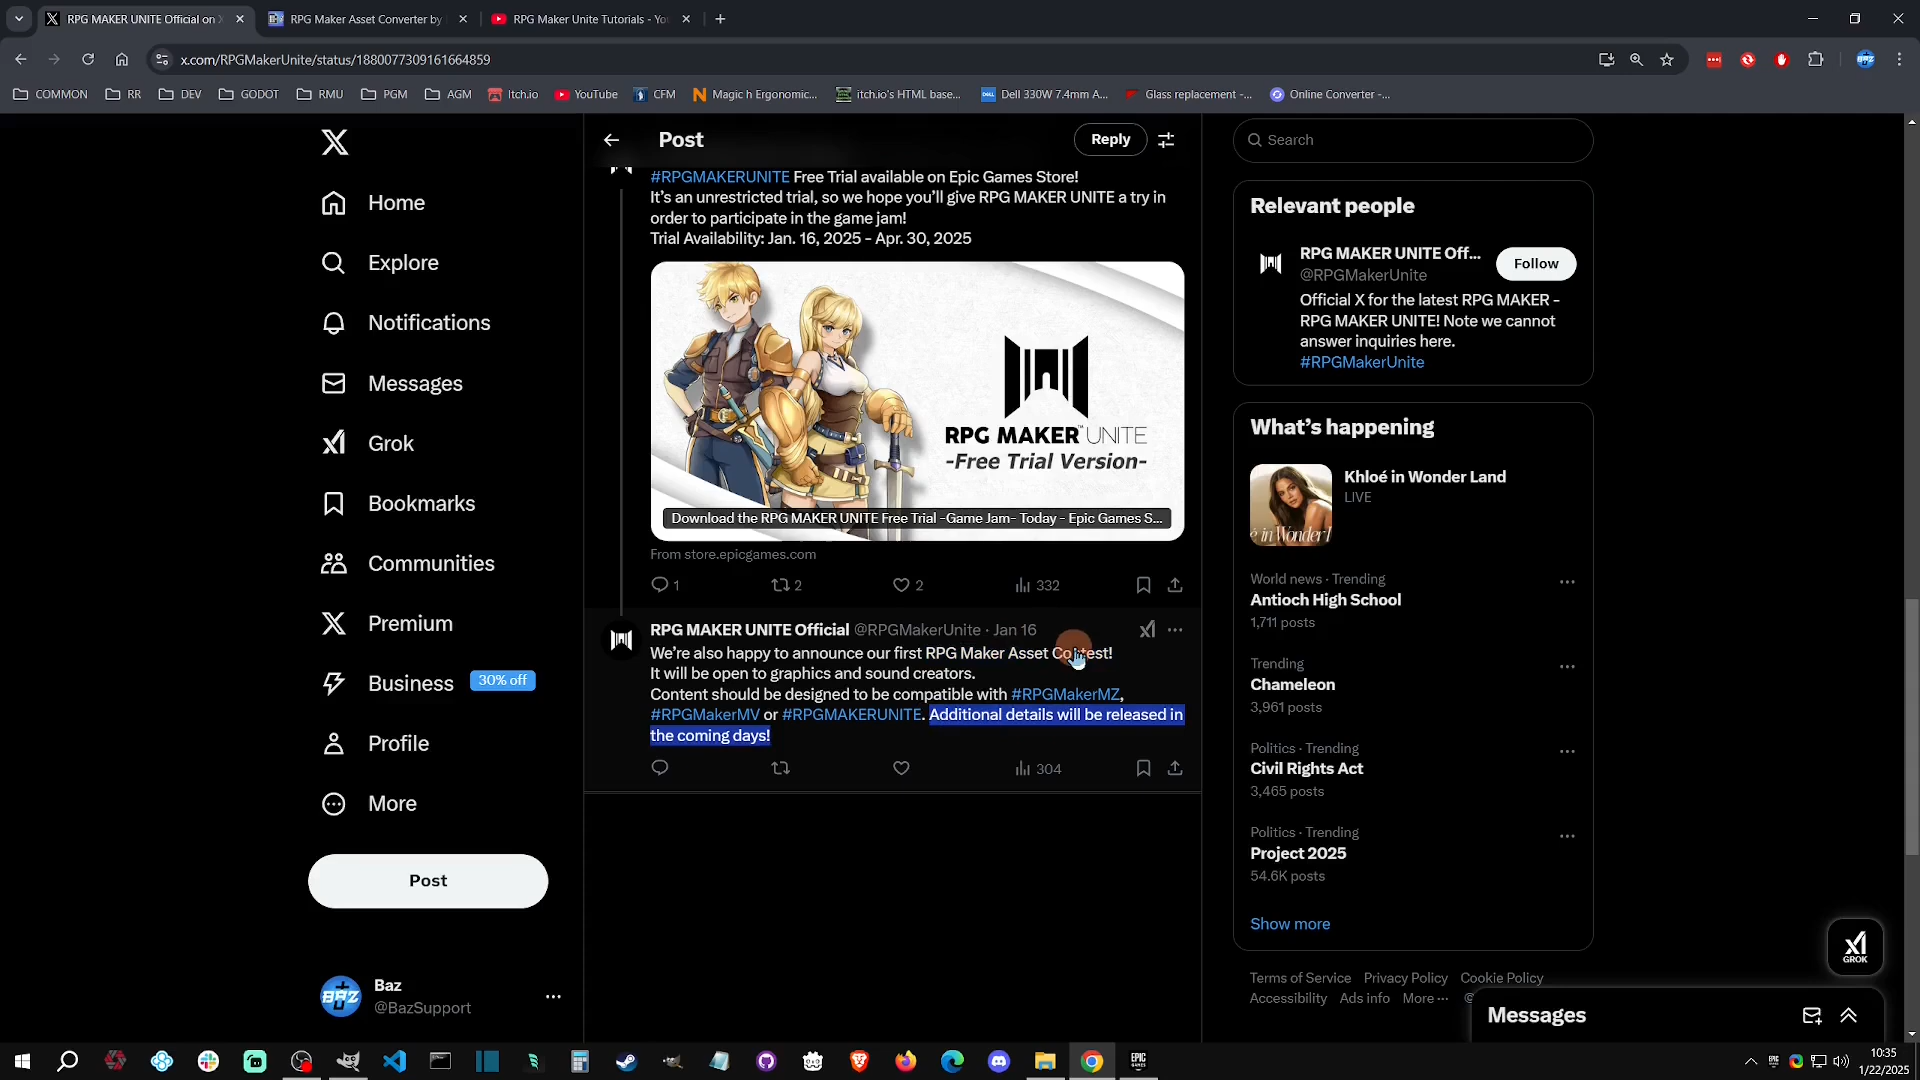 RPG MAKER UNITE Official on X
RPG Maker Asset Converter by
RPG Maker Unite Tutorials - You
x.com/RPGMakerUnite/status/1880077309161664859
COMMON
RR
DEV
GODOT
RMU
PGM
AGM
Itch.io
YouTube
CFM
Magic h Ergonomic...
itch.io's HTML base...
Dell 330W 7.4mm A...
Glass replacement -...
Online Converter -...
Home
Explore
Notifications
Messages
Grok
Bookmarks
Communities
Premium
Business 30% off
Profile
More
Post
Baz
@BazSupport
Post
Reply
#RPGMAKERUNITE Free Trial available on Epic Games Store!
It's an unrestricted trial, so we hope you'll give RPG MAKER UNITE a try in
order to participate in the game jam!
Trial Availability: Jan. 16, 2025 - Apr. 30, 2025
RPG MAKER™UNITE
-Free Trial Version-
Download the RPG MAKER UNITE Free Trial -Game Jam- Today - Epic Games S...
From store.epicgames.com
1 2 2 332
RPG MAKER UNITE Official @RPGMakerUnite · Jan 16
We're also happy to announce our first RPG Maker Asset Contest!
It will be open to graphics and sound creators.
Content should be designed to be compatible with #RPGMakerMZ,
#RPGMakerMV or #RPGMAKERUNITE. Additional details will be released in
the coming days!
304
Search
Relevant people
RPG MAKER UNITE Off...
@RPGMakerUnite
Follow
Official X for the latest RPG MAKER -
RPG MAKER UNITE! Note we cannot
answer inquiries here.
#RPGMakerUnite
What's happening
Khloé in Wonder Land
LIVE
Trending
World news · Trending
Antioch High School
1,711 posts
Trending
Chameleon
3,961 posts
Politics · Trending
Civil Rights Act
3,465 posts
Politics · Trending
Project 2025
54.6K posts
Show more
Terms of Service Privacy Policy Cookie Policy
Accessibility Ads info More ···
GROK
Messages
10:35
1/22/2025